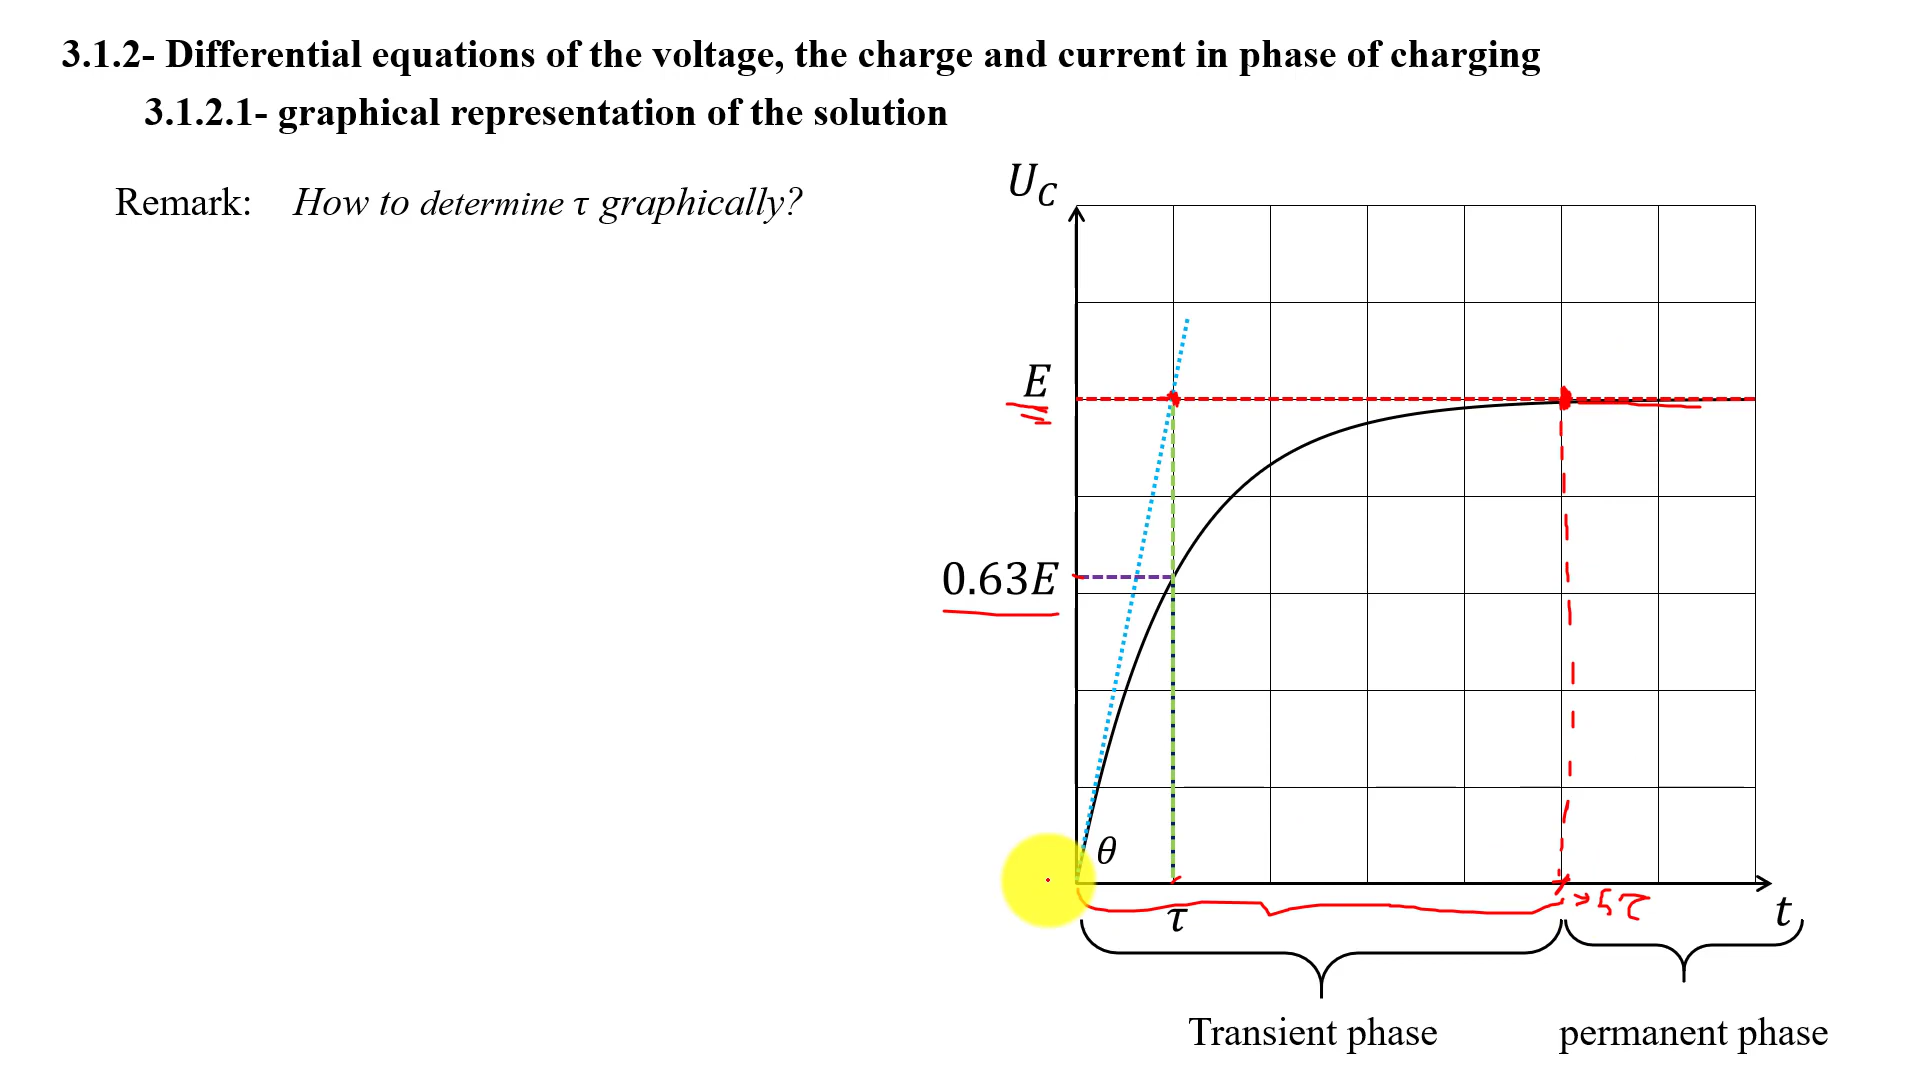 3.1.2- Differential equations of the voltage, the charge and current in phase of charging
3.1.2.1- graphical representation of the solution
Remark: How to determine τ graphically?
U_C
E
0.63E
θ
τ
5τ
t
Transient phase
permanent phase